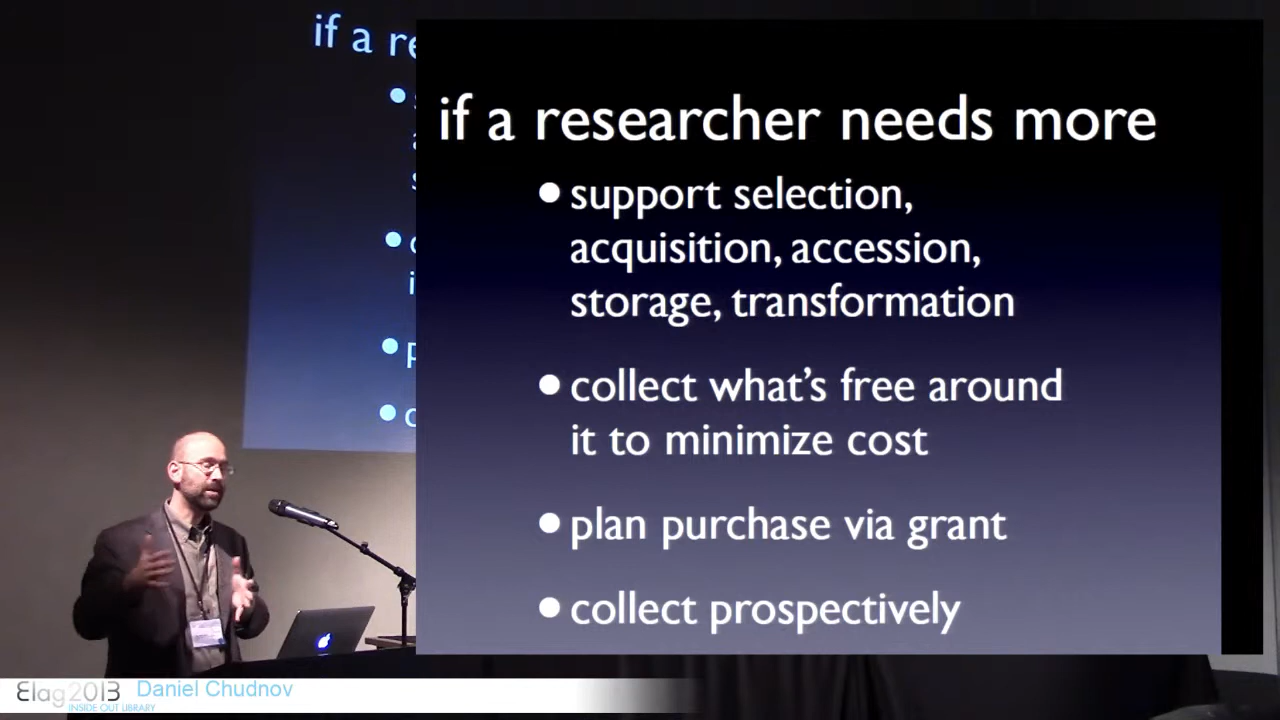 if a re
if a researcher needs more
• support selection,
acquisition, accession,
storage, transformation
• collect what's free around
it to minimize cost
• plan purchase via grant
• collect prospectively
Elag2013 Daniel Chudnov
INSIDE OUT LIBRARY